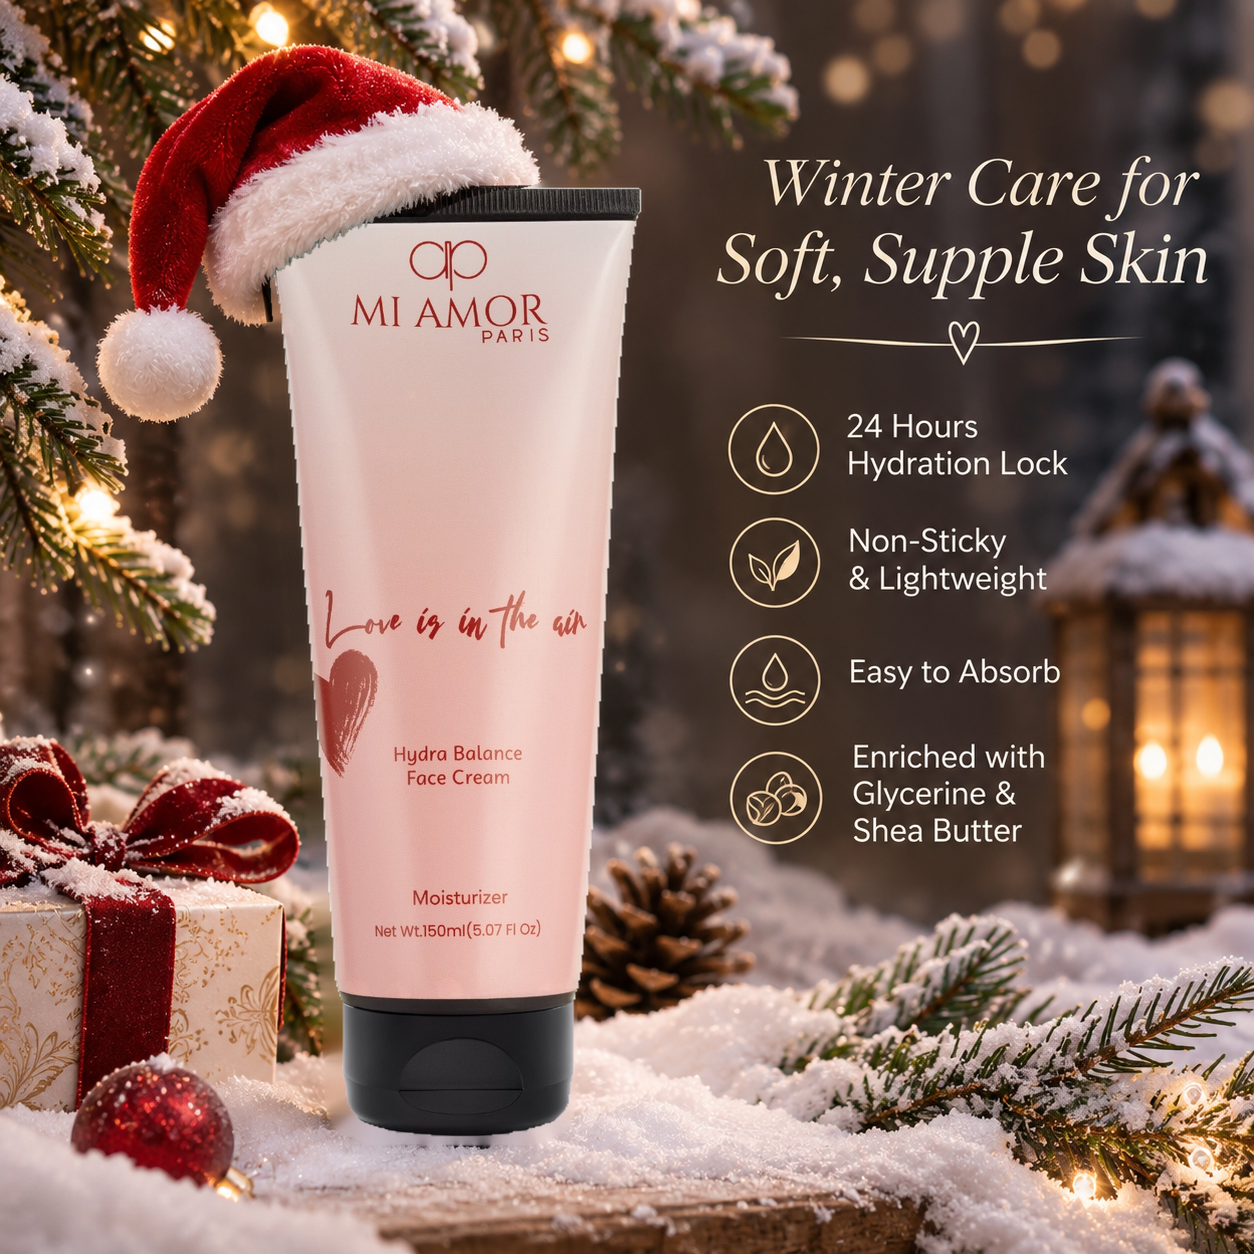 MI AMOR
PARIS
Love is in the air
Hydra Balance
Face Cream
Moisturizer
Net Wt.150ml(5.07 Fl Oz)
Winter Care for
Soft, Supple Skin
24 Hours
Hydration Lock
Non-Sticky
& Lightweight
Easy to Absorb
Enriched with
Glycerine &
Shea Butter